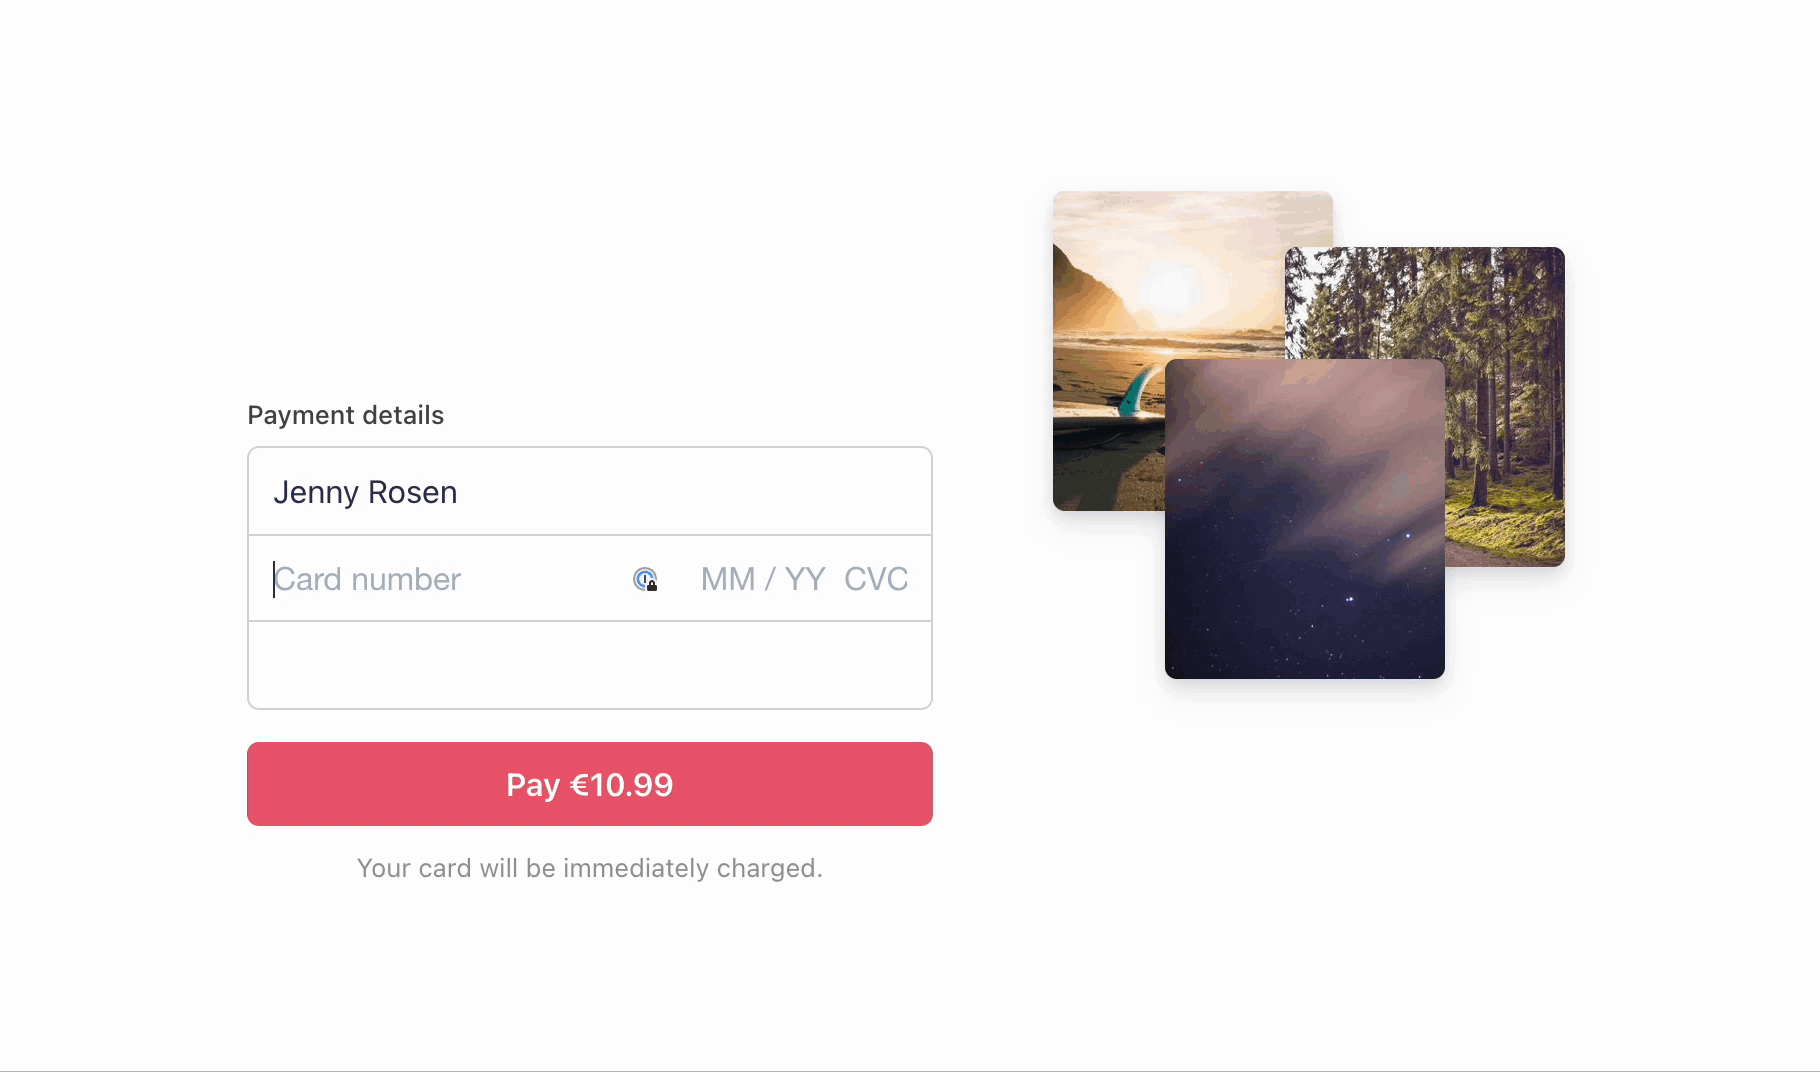 Payment details
Jenny Rosen
Card number MM / YY CVC
Pay €10.99
Your card will be immediately charged.